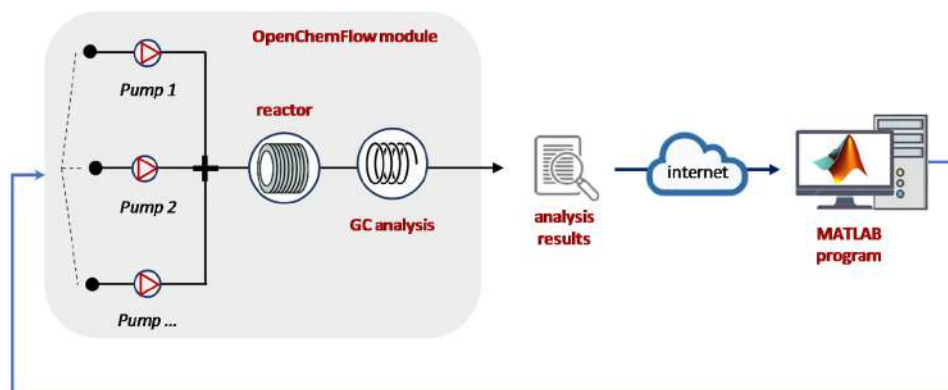 OpenChemFlow module
Pump 1
reactor
Pump 2
GC analysis
Pump ...
analysis
results
internet
MATLAB
program